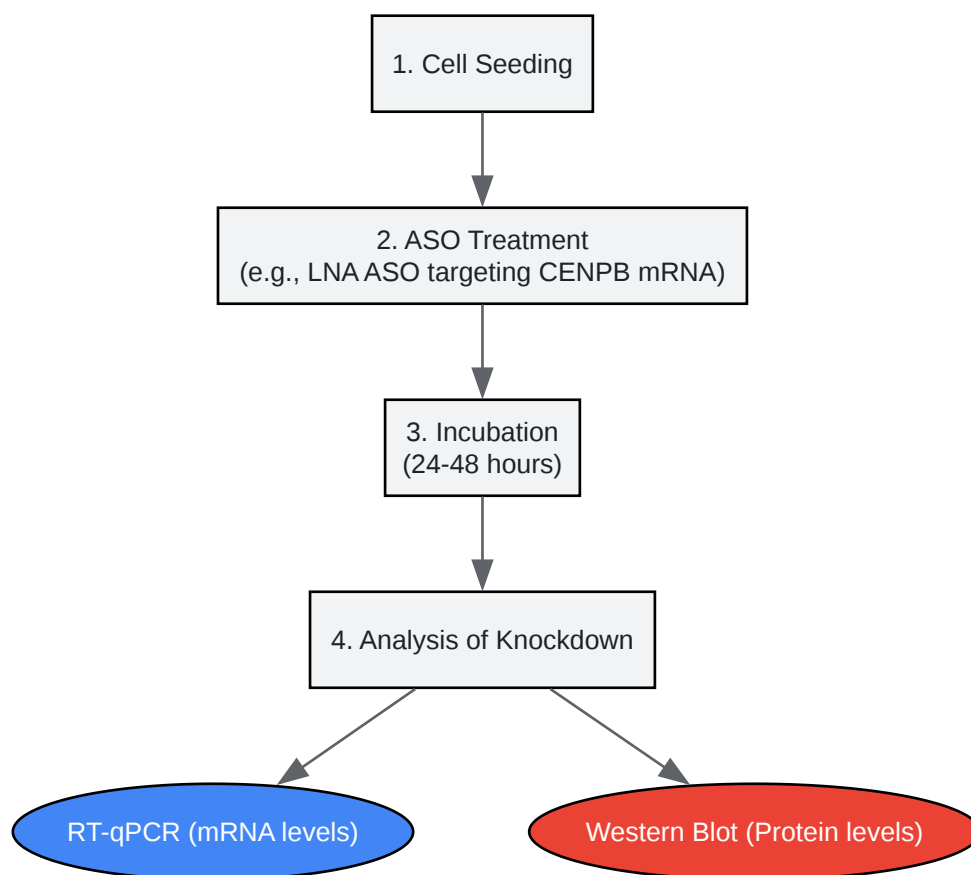 1. Cell Seeding
2. ASO Treatment
(e.g., LNA ASO targeting CENPB mRNA)
3. Incubation
(24-48 hours)
4. Analysis of Knockdown
RT-qPCR (mRNA levels)
Western Blot (Protein levels)